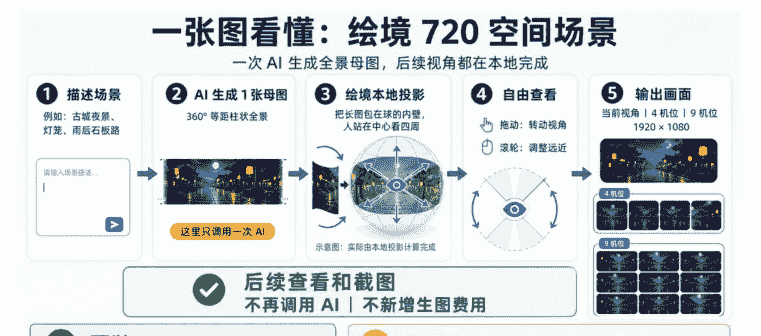 一张图看懂：绘境 720 空间场景
一次 AI 生成全景母图，后续视角都在本地完成
1 描述场景
例如：古城夜景、
灯笼、雨后石板路
请输入场景描述...
2 AI 生成 1 张母图
360° 等距柱状全景
这里只调用一次 AI
3 绘境本地投影
把长图包在球的内壁，
人站在中心看四周
示意图：实际由本地投影计算完成
4 自由查看
拖动：转动视角
滚轮：调整远近
5 输出画面
当前视角 | 4 机位 | 9 机位
1920 × 1080
4 机位
9 机位
后续查看和截图
不再调用 AI | 不新增生图费用